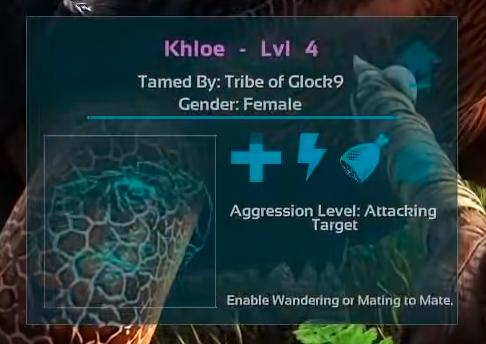 Khloe - Lvl 4
Tamed By: Tribe of Glock9
Gender: Female
Aggression Level: Attacking
Target
Enable Wandering or Mating to Mate.